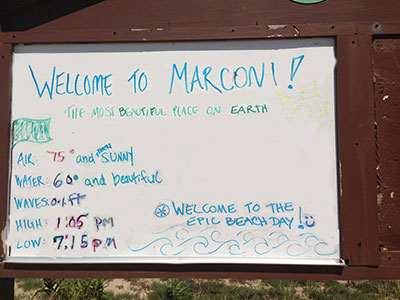 WELCOME TO MARCONI!
THE MOST BEAUTIFUL PLACE ON EARTH
AIR: 75° and SUNNY
WATER: 60° and beautiful
WAVES: 0-1 ft
HIGH: 1:05 pm
LOW: 7:15 pm
WELCOME TO THE
EPIC BEACH DAY!